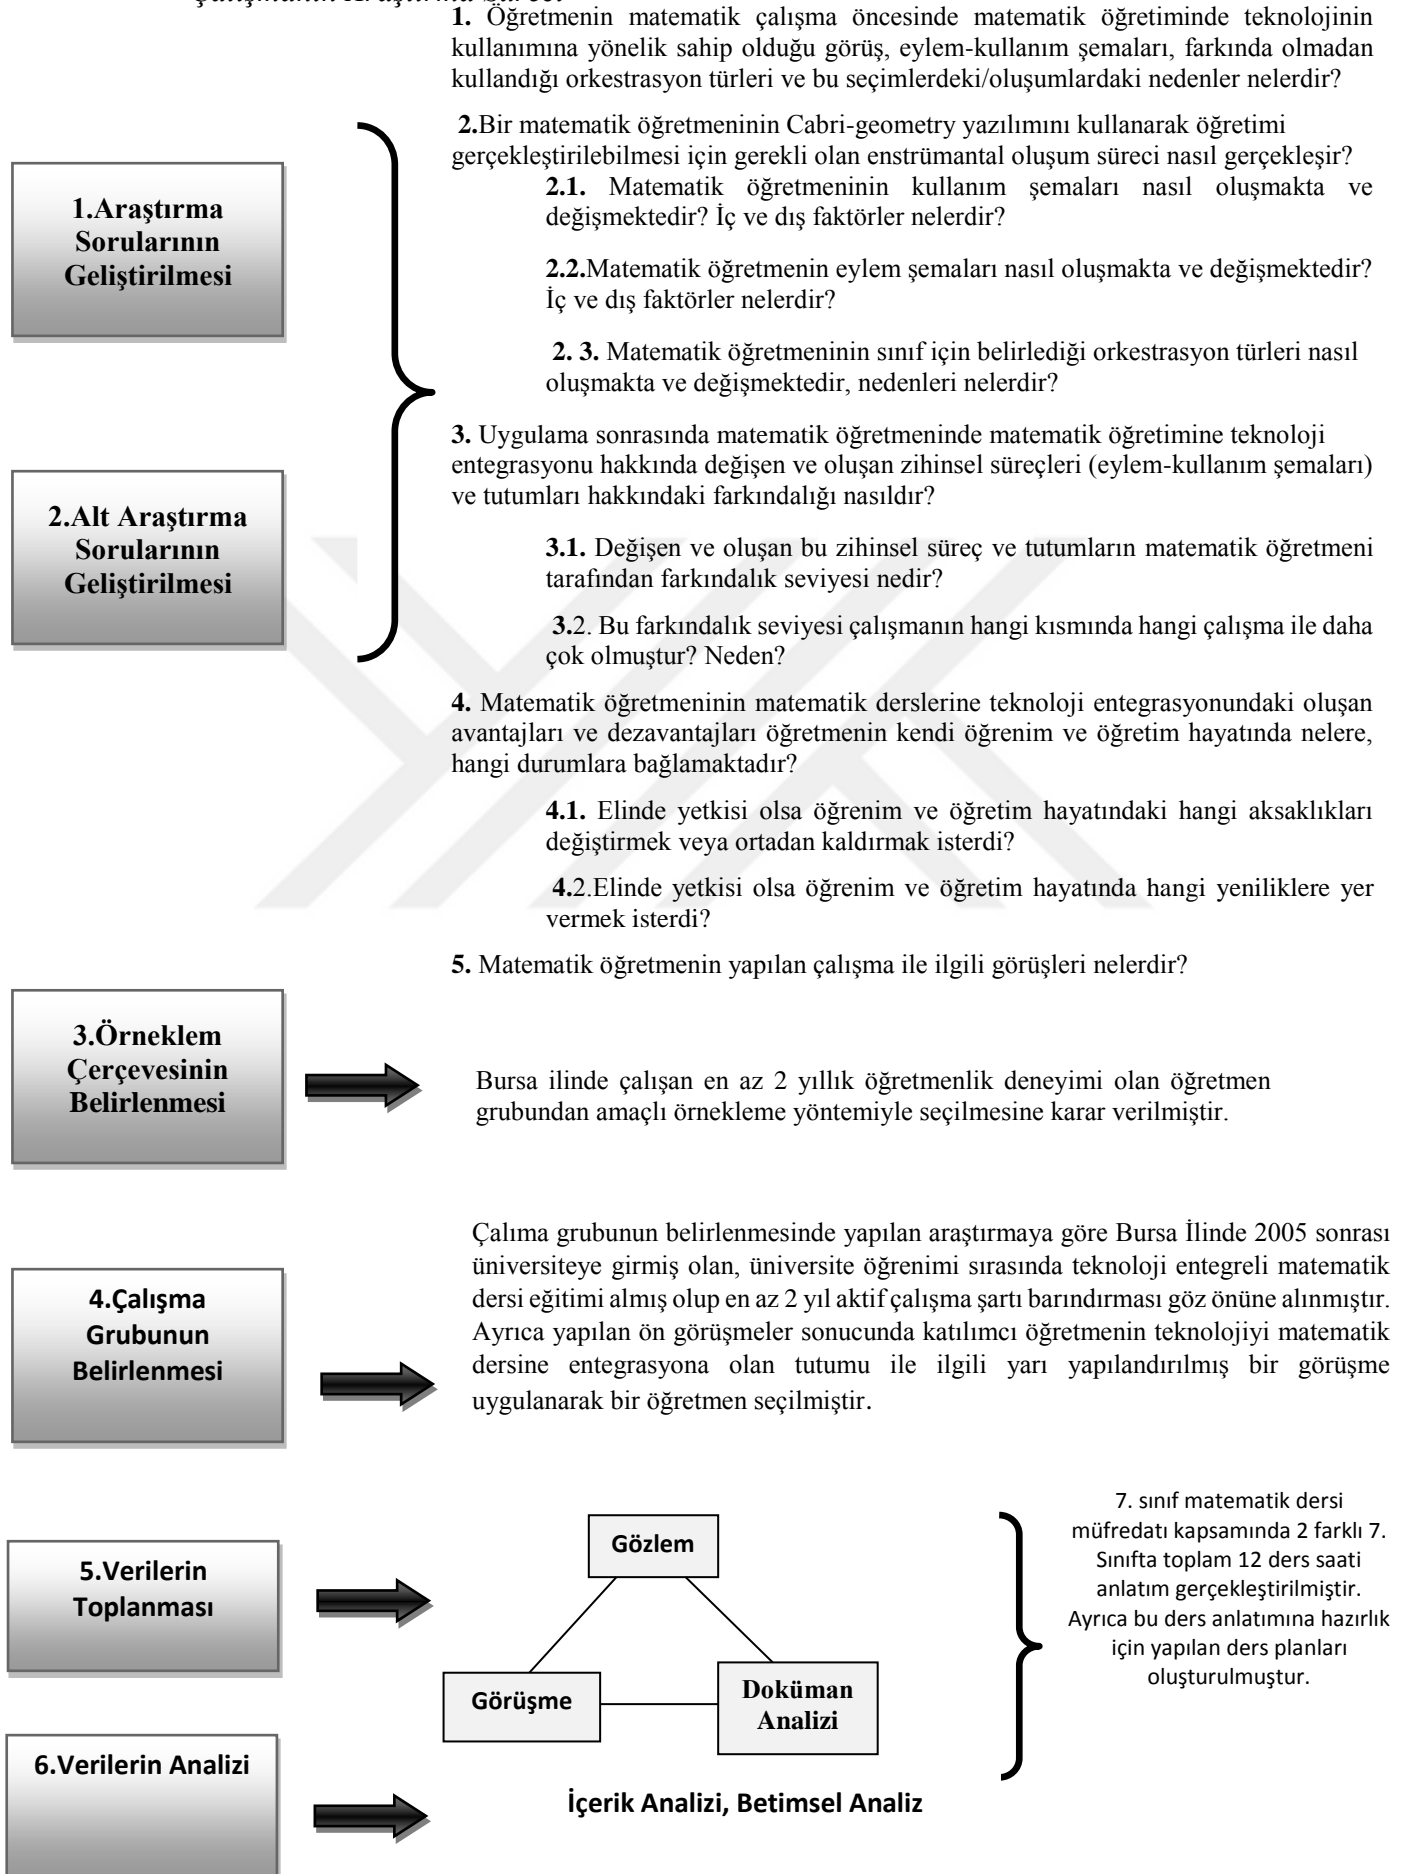 Çalışmanın Araştırma Süreci
1. Öğretmenin matematik çalışma öncesinde matematik öğretiminde teknolojinin
kullanımına yönelik sahip olduğu görüş, eylem-kullanım şemaları, farkında olmadan
kullandığı orkestrasyon türleri ve bu seçimlerdeki/oluşumlardaki nedenler nelerdir?
2.Bir matematik öğretmeninin Cabri-geometry yazılımını kullanarak öğretimi
gerçekleştirilebilmesi için gerekli olan enstrümantal oluşum süreci nasıl gerçekleşir?
2.1. Matematik öğretmeninin kullanım şemaları nasıl oluşmakta ve
değişmektedir? İç ve dış faktörler nelerdir?
1.Araştırma
Sorularının
Geliştirilmesi
2.2.Matematik öğretmenin eylem şemaları nasıl oluşmakta ve değişmektedir?
İç ve dış faktörler nelerdir?
2. 3. Matematik öğretmeninin sınıf için belirlediği orkestrasyon türleri nasıl
oluşmakta ve değişmektedir, nedenleri nelerdir?
3. Uygulama sonrasında matematik öğretmeninde matematik öğretimine teknoloji
entegrasyonu hakkında değişen ve oluşan zihinsel süreçleri (eylem-kullanım şemaları)
ve tutumları hakkındaki farkındalığı nasıldır?
2.Alt Araştırma
Sorularının
Geliştirilmesi
3.1. Değişen ve oluşan bu zihinsel süreç ve tutumların matematik öğretmeni
tarafından farkındalık seviyesi nedir?
3.2. Bu farkındalık seviyesi çalışmanın hangi kısmında hangi çalışma ile daha
çok olmuştur? Neden?
4. Matematik öğretmeninin matematik derslerine teknoloji entegrasyonundaki oluşan
avantajları ve dezavantajları öğretmenin kendi öğrenim ve öğretim hayatında nelere,
hangi durumlara bağlamaktadır?
4.1. Elinde yetkisi olsa öğrenim ve öğretim hayatındaki hangi aksaklıkları
değiştirmek veya ortadan kaldırmak isterdi?
4.2.Elinde yetkisi olsa öğrenim ve öğretim hayatında hangi yeniliklere yer
vermek isterdi?
5. Matematik öğretmenin yapılan çalışma ile ilgili görüşleri nelerdir?
3.Örneklem
Çerçevesinin
Belirlenmesi
Bursa ilinde çalışan en az 2 yıllık öğretmenlik deneyimi olan öğretmen
grubundan amaçlı örnekleme yöntemiyle seçilmesine karar verilmiştir.
4.Çalışma
Grubunun
Belirlenmesi
Çalıma grubunun belirlenmesinde yapılan araştırmaya göre Bursa İlinde 2005 sonrası
üniversiteye girmiş olan, üniversite öğrenimi sırasında teknoloji entegreli matematik
dersi eğitimi almış olup en az 2 yıl aktif çalışma şartı barındırması göz önüne alınmıştır.
Ayrıca yapılan ön görüşmeler sonucunda katılımcı öğretmenin teknolojiyi matematik
dersine entegrasyona olan tutumu ile ilgili yarı yapılandırılmış bir görüşme
uygulanarak bir öğretmen seçilmiştir.
5.Verilerin
Toplanması
Gözlem
Görüşme
Doküman
Analizi
7. sınıf matematik dersi
müfredatı kapsamında 2 farklı 7.
Sınıfta toplam 12 ders saati
anlatım gerçekleştirilmiştir.
Ayrıca bu ders anlatımına hazırlık
için yapılan ders planları
oluşturulmuştur.
6.Verilerin Analizi
İçerik Analizi, Betimsel Analiz